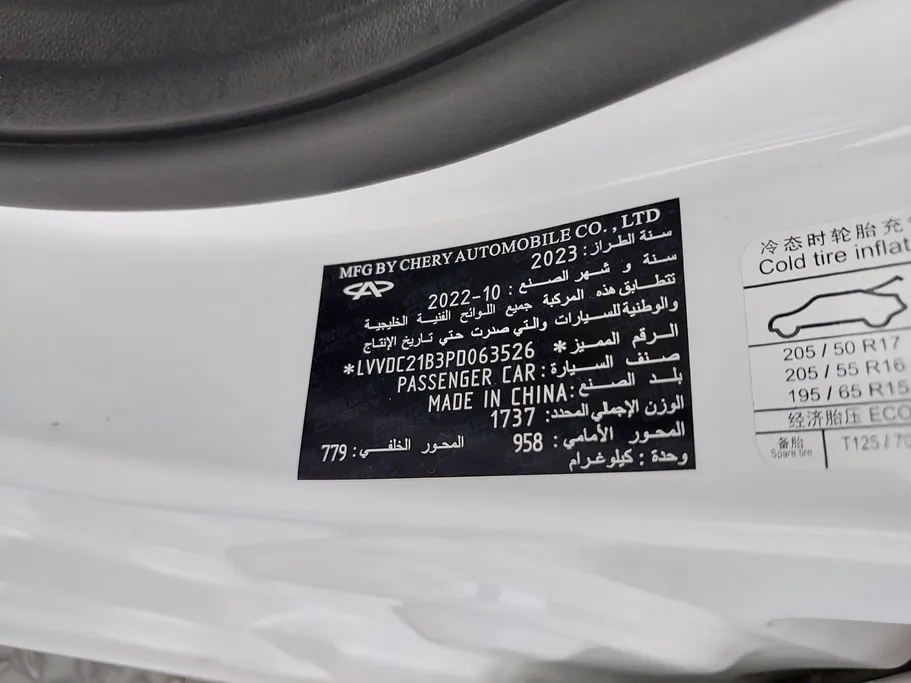 MFG BY CHERY AUTOMOBILE CO., LTD
سنة الطراز: 2023
سنة و شهر الصنع : 2022-10
تتطابق هذه المركبة جميع اللوائح الفنية الخليجية
والوطنية للسيارات والتي صدرت حتي تاريخ الإنتاج
الرقم المميز: *LVVDC21B3PD063526*
صنف السيارة: PASSENGER CAR
بلد الصنع: MADE IN CHINA
الوزن الإجمالي المحدد: 1737
المحور الأمامي: 958 المحور الخلفي: 779
وحدة : كيلوغرام
冷态时轮胎充
Cold tire inflat
205 / 50 R17
205 / 55 R16
195 / 65 R15
经济胎压 ECO
备胎
Spare tire
T125 / 70